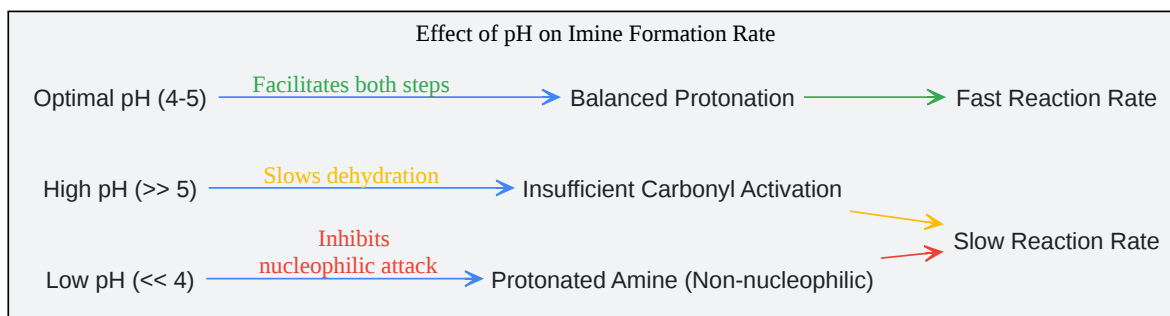 Effect of pH on Imine Formation Rate
Optimal pH (4-5)
Facilitates both steps
Balanced Protonation
Fast Reaction Rate
High pH (>> 5)
Slows dehydration
Insufficient Carbonyl Activation
Slow Reaction Rate
Low pH (<< 4)
Inhibits
nucleophilic attack
Protonated Amine (Non-nucleophilic)